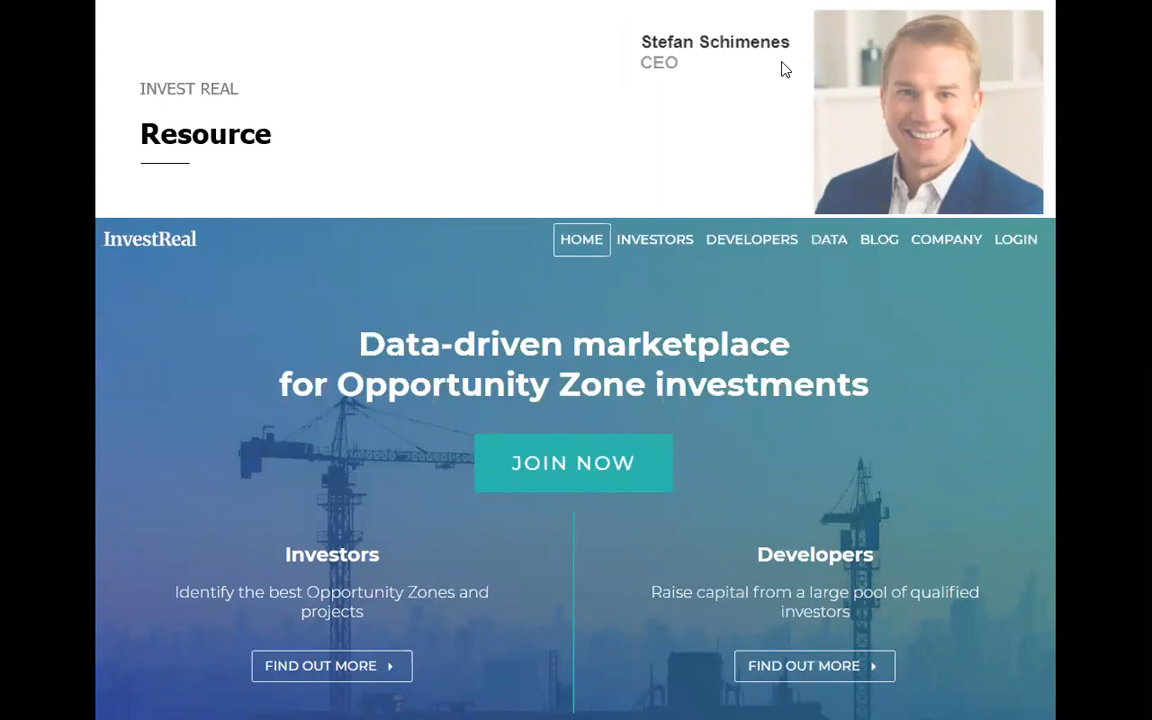 Stefan Schimenes
CEO
INVEST REAL
Resource
InvestReal
HOME INVESTORS DEVELOPERS DATA BLOG COMPANY LOGIN
Data-driven marketplace
for Opportunity Zone investments
JOIN NOW
Investors
Identify the best Opportunity Zones and
projects
FIND OUT MORE
Developers
Raise capital from a large pool of qualified
investors
FIND OUT MORE